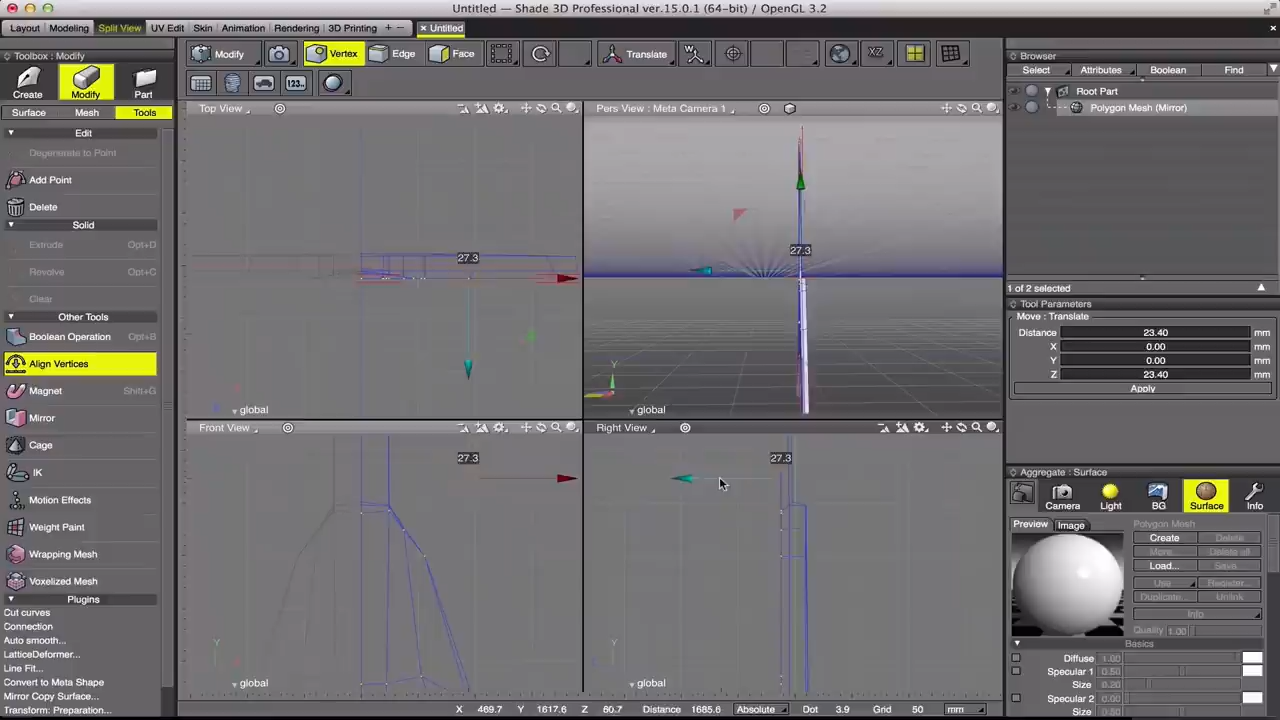 Untitled — Shade 3D Professional ver.15.0.1 (64-bit) / OpenGL 3.2
Layout Modeling Split View UV Edit Skin Animation Rendering 3D Printing + − × Untitled ×
Toolbox : Modify
Create Modify Part
Surface Mesh Tools
Edit
Degenerate to Point
Add Point
Delete
Solid
Extrude Opt+D
Revolve Opt+C
Clear
Other Tools
Boolean Operation Opt+B
Align Vertices
Magnet Shift+G
Mirror
Cage
IK
Motion Effects
Weight Paint
Wrapping Mesh
Voxelized Mesh
Plugins
Cut curves
Connection
Auto smooth...
LatticeDeformer...
Line Fit...
Convert to Meta Shape
Mirror Copy Surface...
Transform: Preparation...
Modify Vertex Edge Face Translate W XZ
123..
Top View
27.3
global
Pers View : Meta Camera 1
27.3
Y
global
Front View
27.3
Y
global
Right View
27.3
Y
global
X 469.7 Y 1617.6 Z 60.7 Distance 1685.6 Absolute Dot 3.9 Grid 50 mm
Browser
Select Attributes Boolean Find
Root Part
Polygon Mesh (Mirror)
1 of 2 selected
Tool Parameters
Move : Translate
Distance 23.40 mm
X 0.00 mm
Y 0.00 mm
Z 23.40 mm
Apply
Aggregate : Surface
Camera Light BG Surface Info
Preview Image
Polygon Mesh
Create Delete
More... Delete all
Load... Save...
Use Register...
Duplicate... Unlink
Info
Quality 1.00
Basics
Diffuse 1.00
Specular 1 0.50
Size 0.20
Specular 2 0.00
Size 0.50